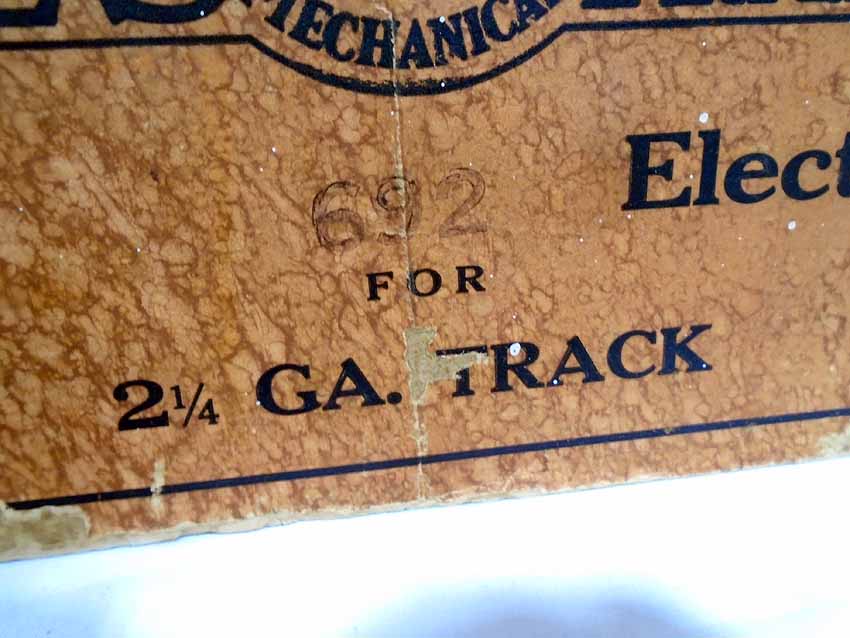 MECHANICAL
Elect
692
FOR
2¼ GA. TRACK